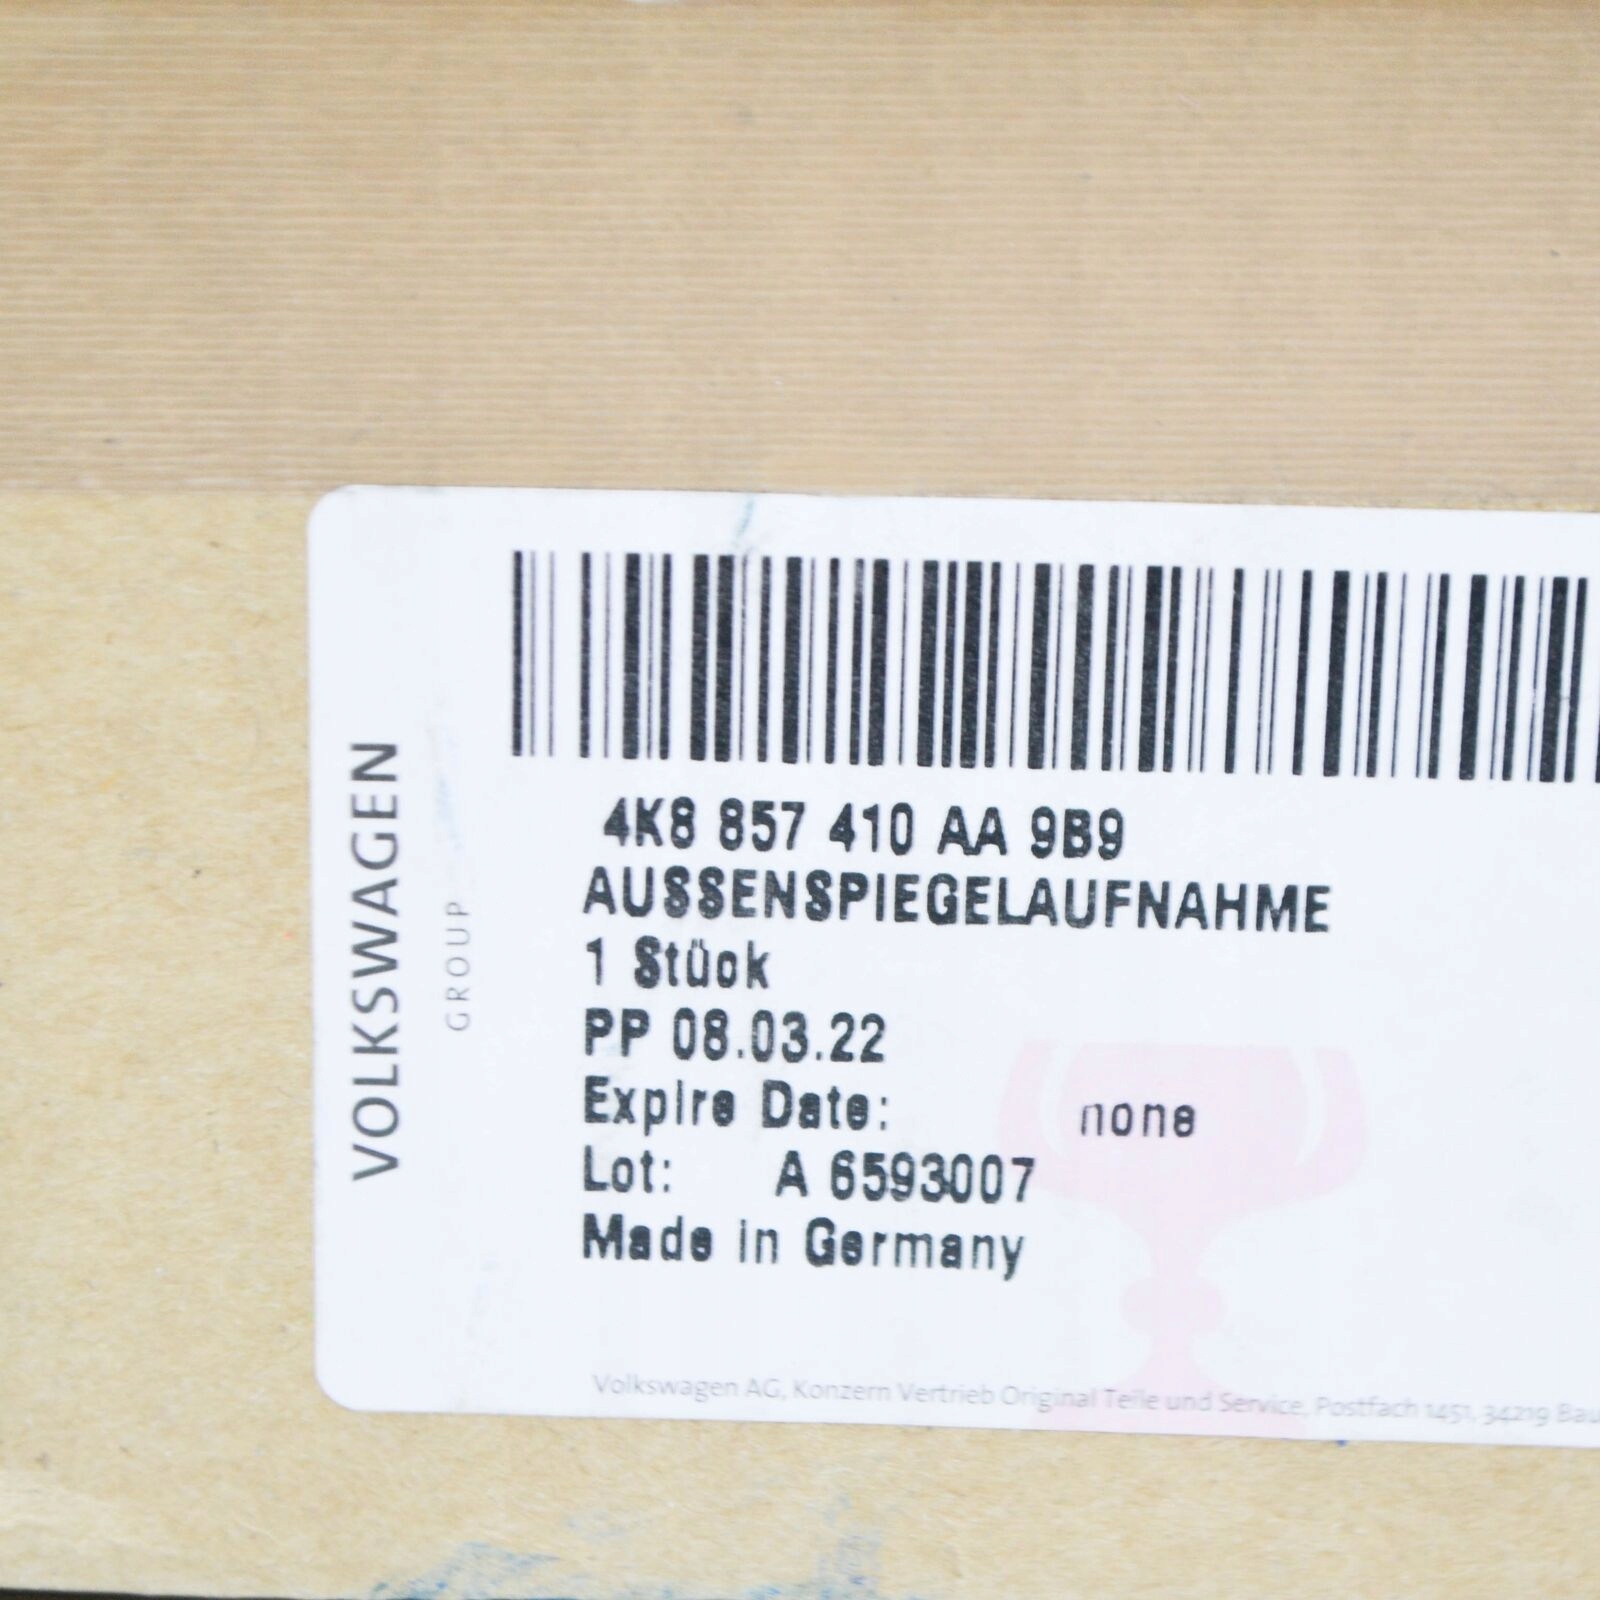 VOLKSWAGEN
GROUP
4K8 857 410 AA 9B9
AUSSENSPIEGELAUFNAHME
1 Stück
PP 08.03.22
Expire Date: none
Lot: A 6593007
Made in Germany
Volkswagen AG, Konzern Vertrieb Original Teile und Service, Postfach 1451, 34219 Bau